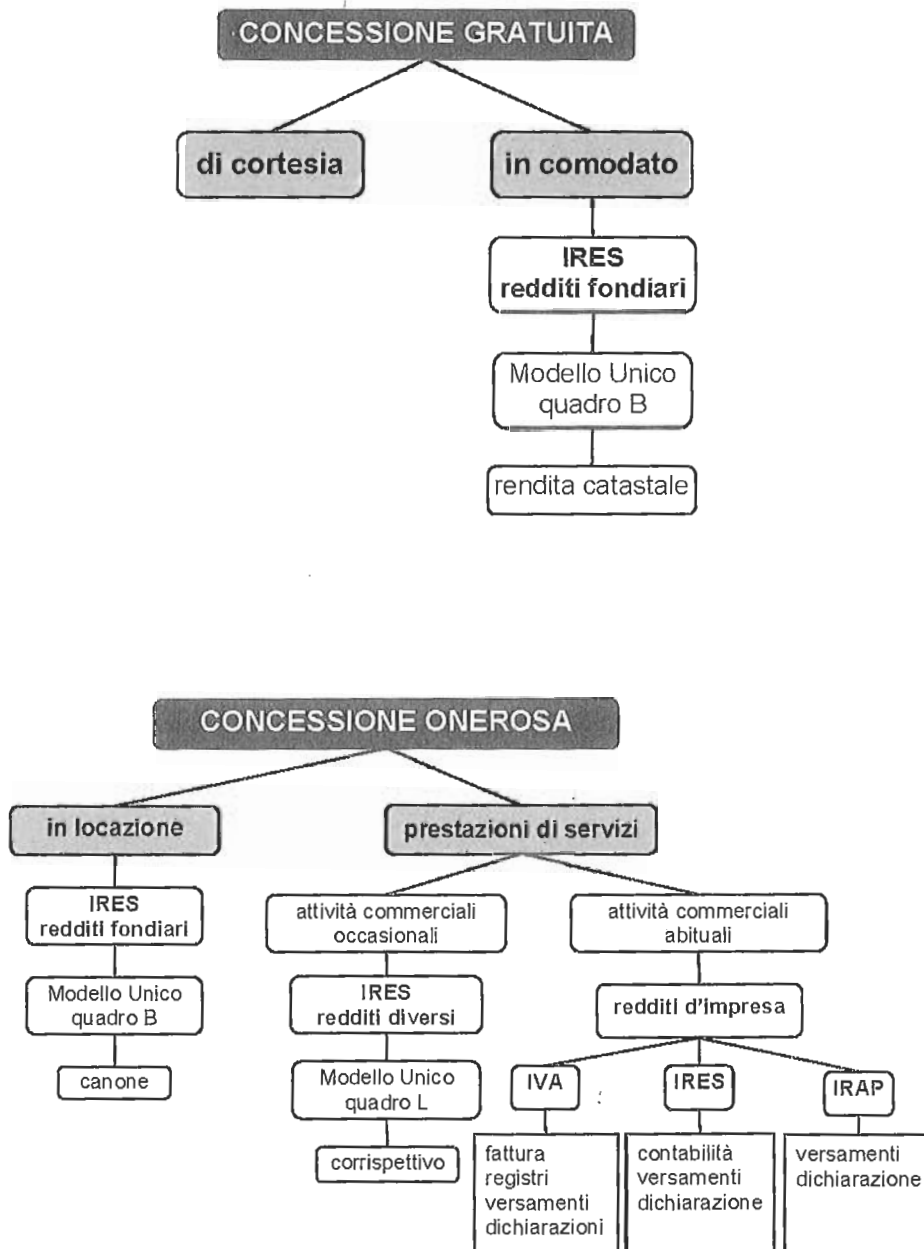 CONCESSIONE GRATUITA
di cortesia
in comodato
IRES
redditi fondiari
Modello Unico
quadro B
rendita catastale
CONCESSIONE ONEROSA
in locazione
IRES
redditi fondiari
Modello Unico
quadro B
canone
prestazioni di servizi
attività commerciali
occasionali
IRES
redditi diversi
Modello Unico
quadro L
corrispettivo
attività commerciali
abituali
redditi d'impresa
IVA
fattura
registri
versamenti
dichiarazioni
IRES
contabilità
versamenti
dichiarazione
IRAP
versamenti
dichiarazione